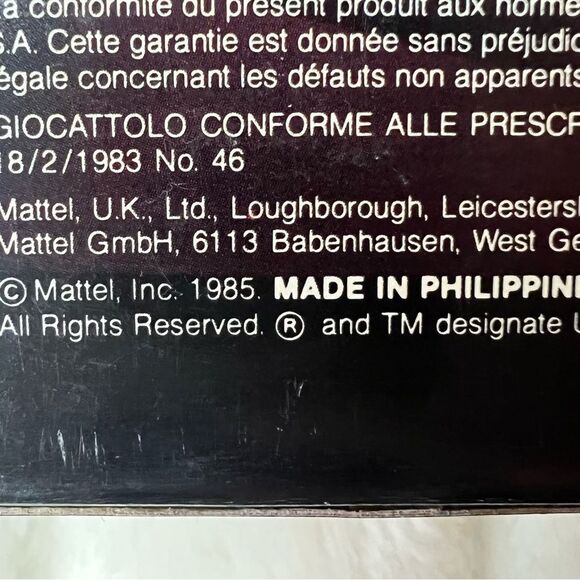 la conformité du présent produit aux norme
S.A. Cette garantie est donnée sans préjudic
égale concernant les défauts non apparents
GIOCATTOLO CONFORME ALLE PRESCR
18/2/1983 No. 46
Mattel, U.K., Ltd., Loughborough, Leicestersh
Mattel GmbH, 6113 Babenhausen, West Ge
© Mattel, Inc. 1985. MADE IN PHILIPPINE
All Rights Reserved. ® and TM designate U